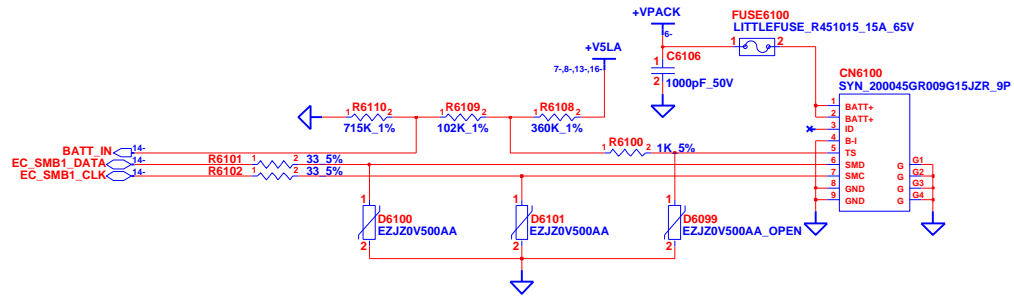 +VPACK
6-
FUSE6100
LITTLEFUSE_R451015_15A_65V
1 2
+V5LA
7-,8-,13-,16-
C6106
1
2
1000pF_50V
CN6100
SYN_200045GR009G15JZR_9P
1 R6110 2
715K_1%
1 R6109 2
102K_1%
1 R6108 2
360K_1%
1 BATT+
2 BATT+
3 ID
4 B-I
5 TS
6 SMD
7 SMC
8 GND
9 GND
G G1
G G2
G G3
G G4
R6100
1 2 1K_5%
BATT_IN 14-
EC_SMB1_DATA 14-
R6101 1 2 33_5%
EC_SMB1_CLK 14-
R6102 1 2 33_5%
1
D6100
EZJZ0V500AA
2
1
D6101
EZJZ0V500AA
2
1
D6099
EZJZ0V500AA_OPEN
2